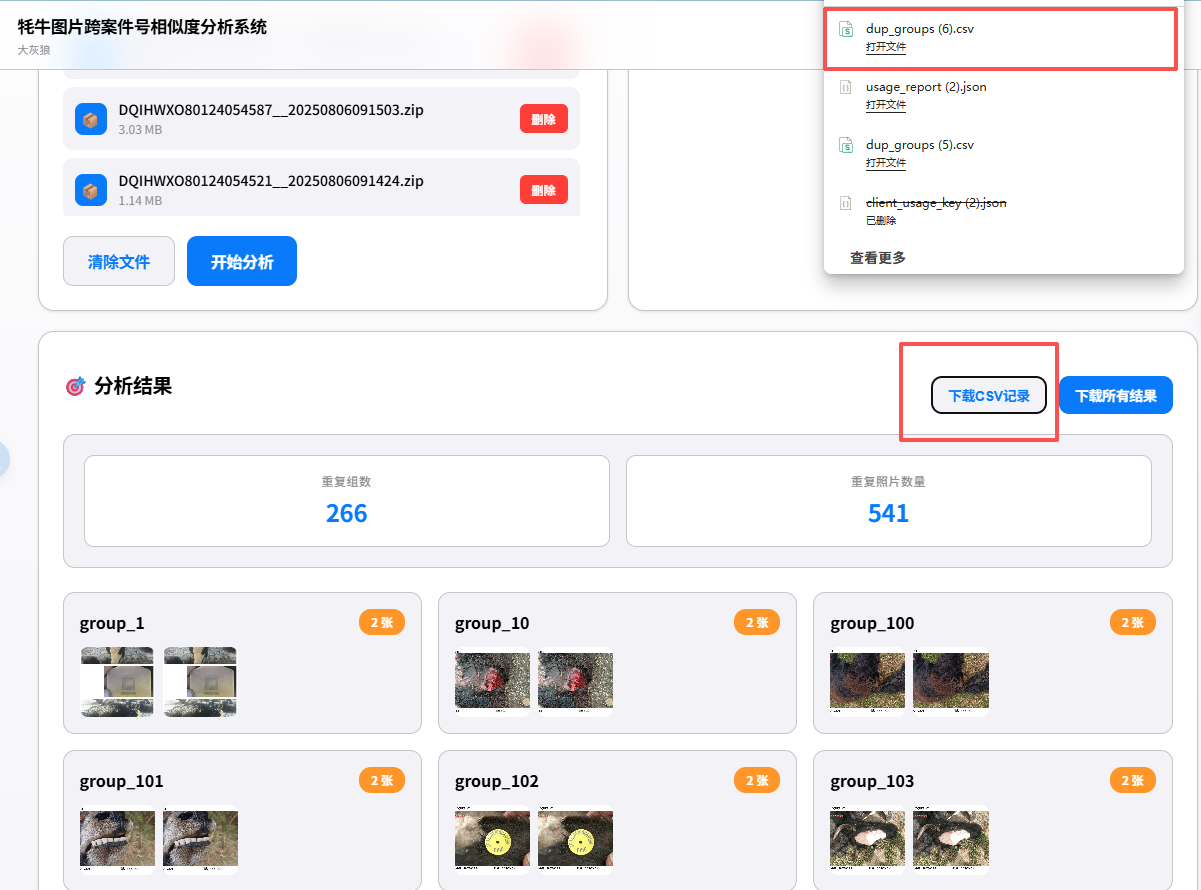 牦牛图片跨案件号相似度分析系统
大灰狼
dup_groups (6).csv
打开文件
usage_report (2).json
打开文件
dup_groups (5).csv
打开文件
client_usage_key (2).json
已删除
查看更多
DQIHWXO80124054587__20250806091503.zip
3.03 MB
删除
DQIHWXO80124054521__20250806091424.zip
1.14 MB
删除
清除文件
开始分析
分析结果
下载CSV记录
下载所有结果
重复组数
266
重复照片数量
541
group_1
2 张
group_10
2 张
group_100
2 张
group_101
2 张
group_102
2 张
group_103
2 张